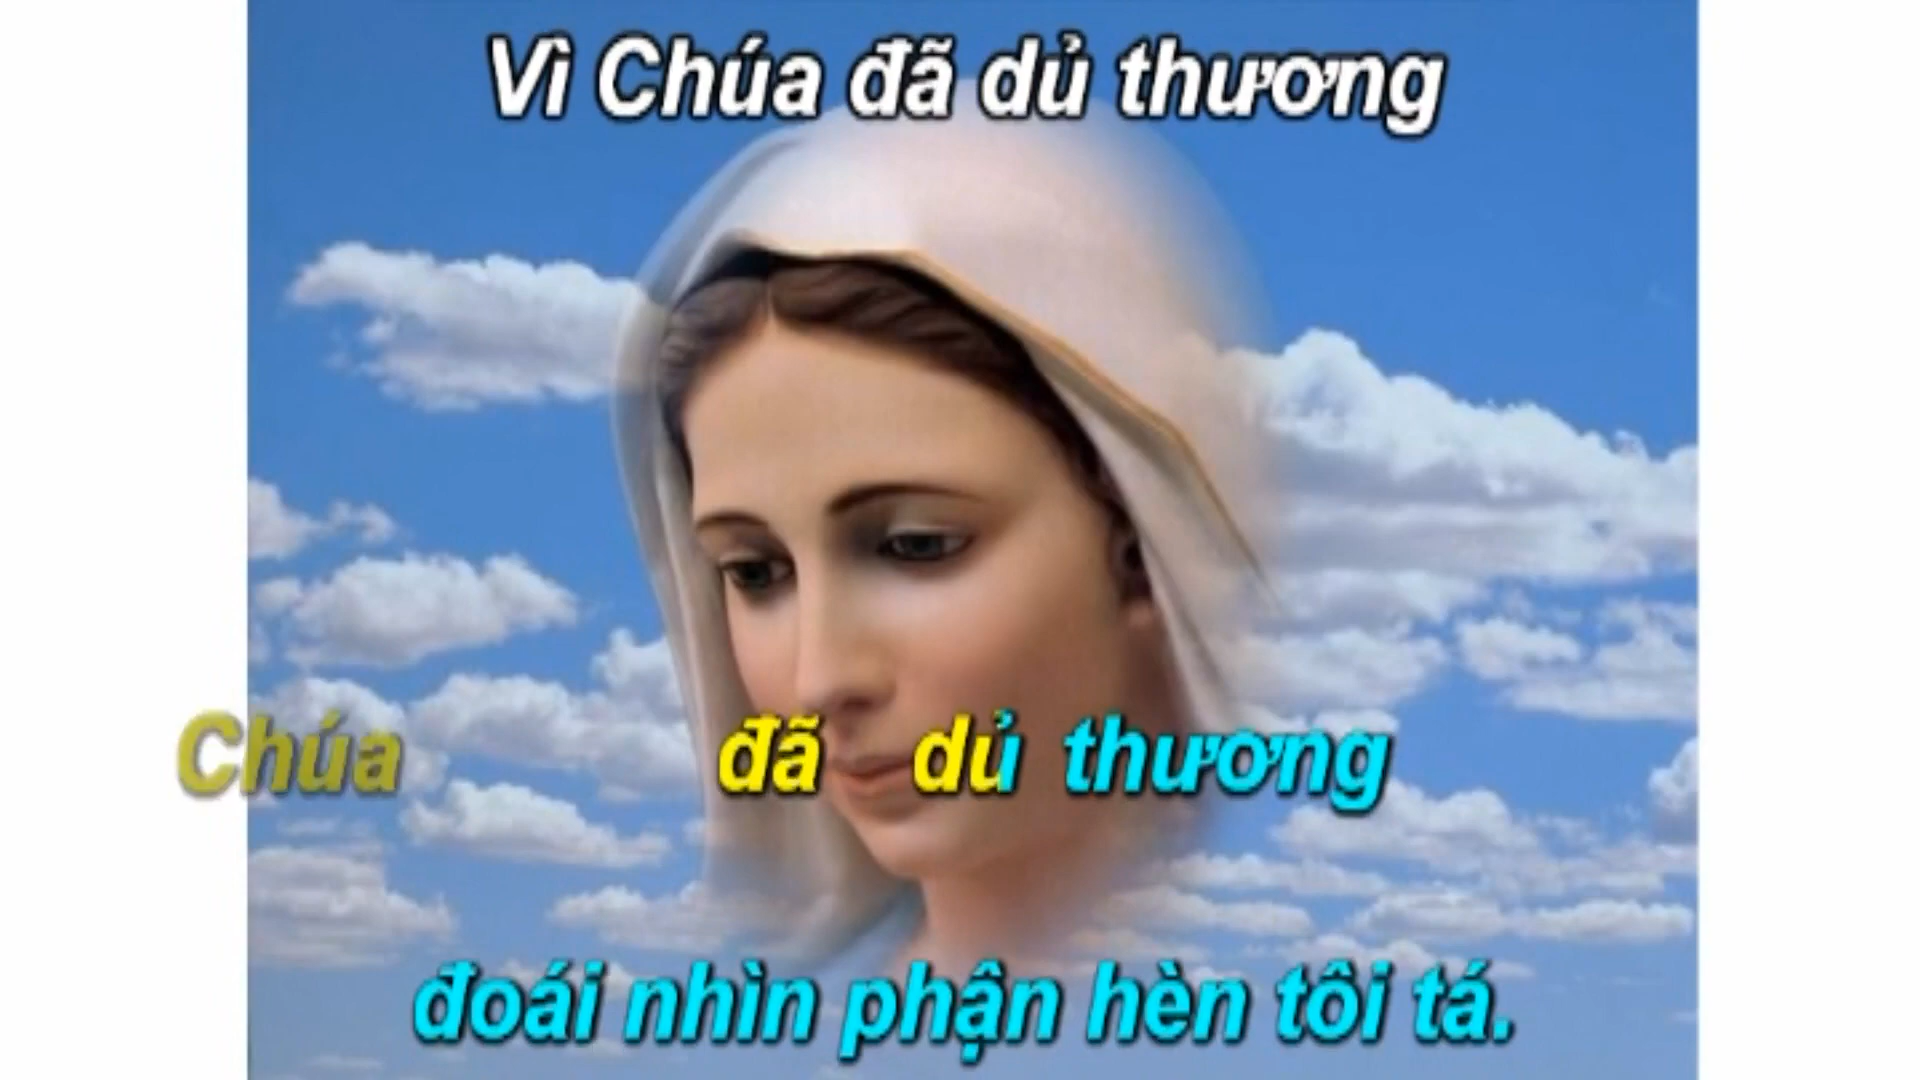 Vì Chúa đã dủ thương
Chúa đã dủ thương
đoái nhìn phận hèn tôi tá.